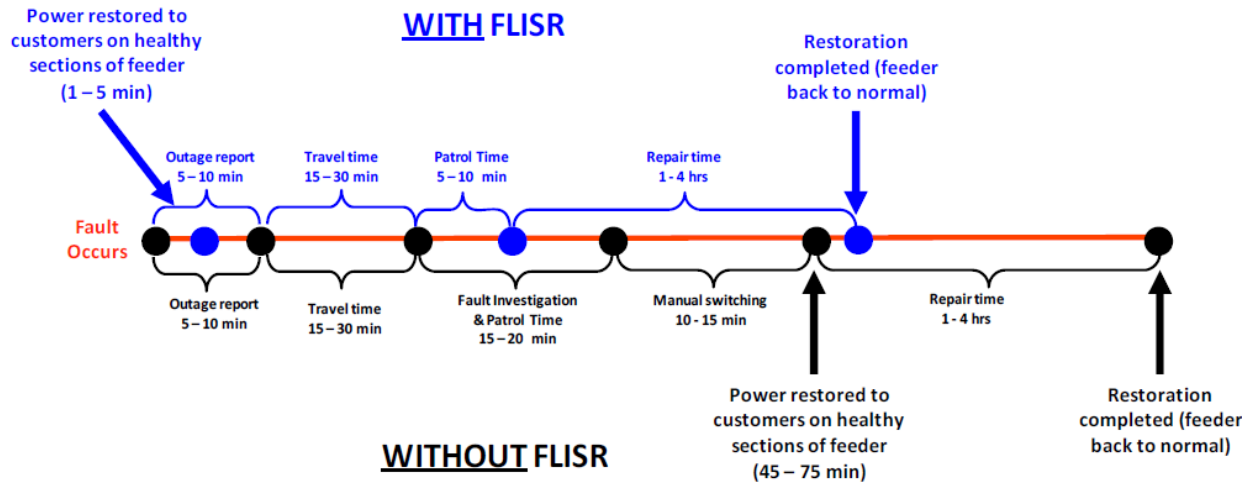 WITH FLISR
Power restored to
customers on healthy
sections of feeder
(1 – 5 min)
Restoration
completed (feeder
back to normal)
Outage report
5 – 10 min
Travel time
15 – 30 min
Patrol Time
5 – 10 min
Repair time
1 - 4 hrs
Fault
Occurs
Outage report
5 – 10 min
Travel time
15 – 30 min
Fault Investigation
& Patrol Time
15 – 20 min
Manual switching
10 - 15 min
Repair time
1 - 4 hrs
Power restored to
customers on healthy
sections of feeder
(45 – 75 min)
Restoration
completed (feeder
back to normal)
WITHOUT FLISR